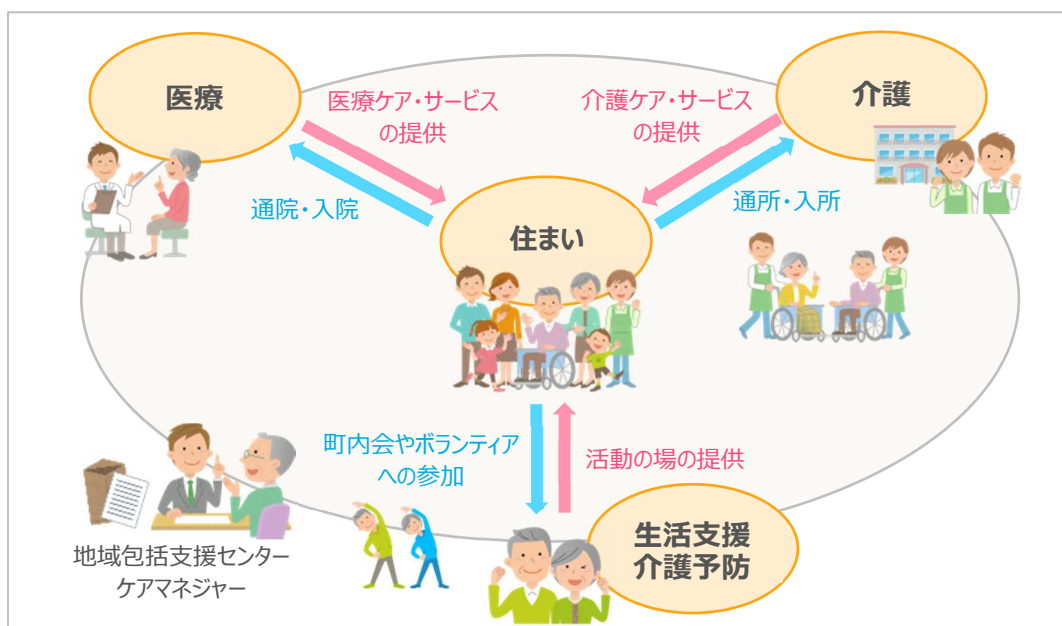 医療
医療ケア・サービス
の提供
介護ケア・サービス
の提供
介護
通院・入院
通所・入所
住まい
町内会やボランティア
への参加
活動の場の提供
生活支援
介護予防
地域包括支援センター
ケアマネジャー